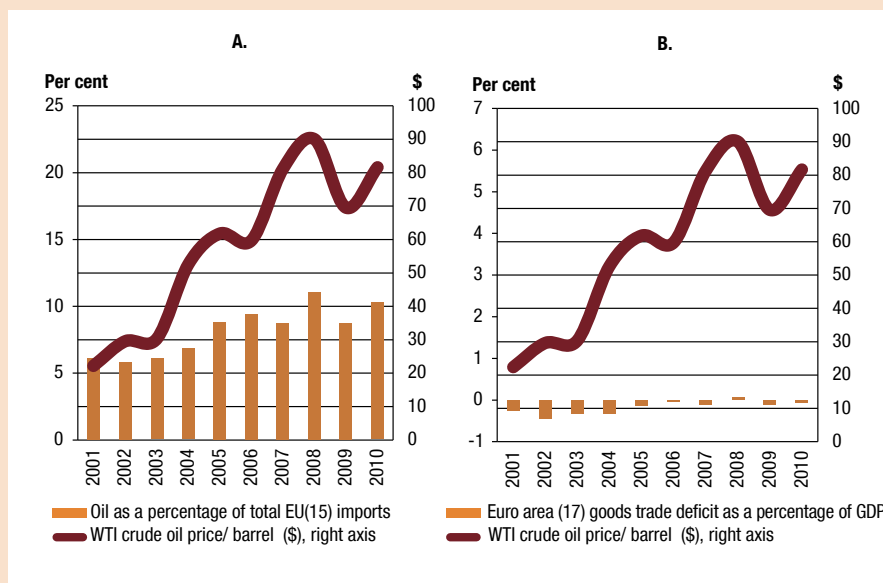 A.
Per cent $
25 100
90
20 80
70
15 60
50
10 40
30
5 20
10
0 0
2001 2002 2003 2004 2005 2006 2007 2008 2009 2010
Oil as a percentage of total EU(15) imports
WTI crude oil price/ barrel ($), right axis
B.
Per cent $
7 100
6 90
80
5 70
4 60
3 50
40
2 30
1 20
0 10
-1 0
2001 2002 2003 2004 2005 2006 2007 2008 2009 2010
Euro area (17) goods trade deficit as a percentage of GDP
WTI crude oil price/ barrel ($), right axis